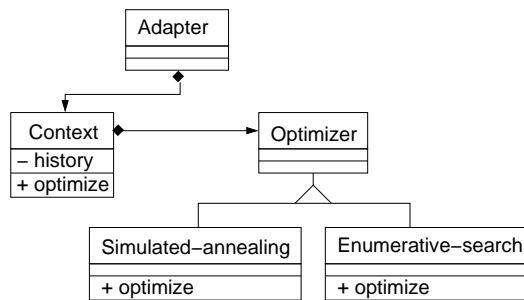 Adapter
Context
− history
+ optimize
Optimizer
Simulated−annealing
+ optimize
Enumerative−search
+ optimize